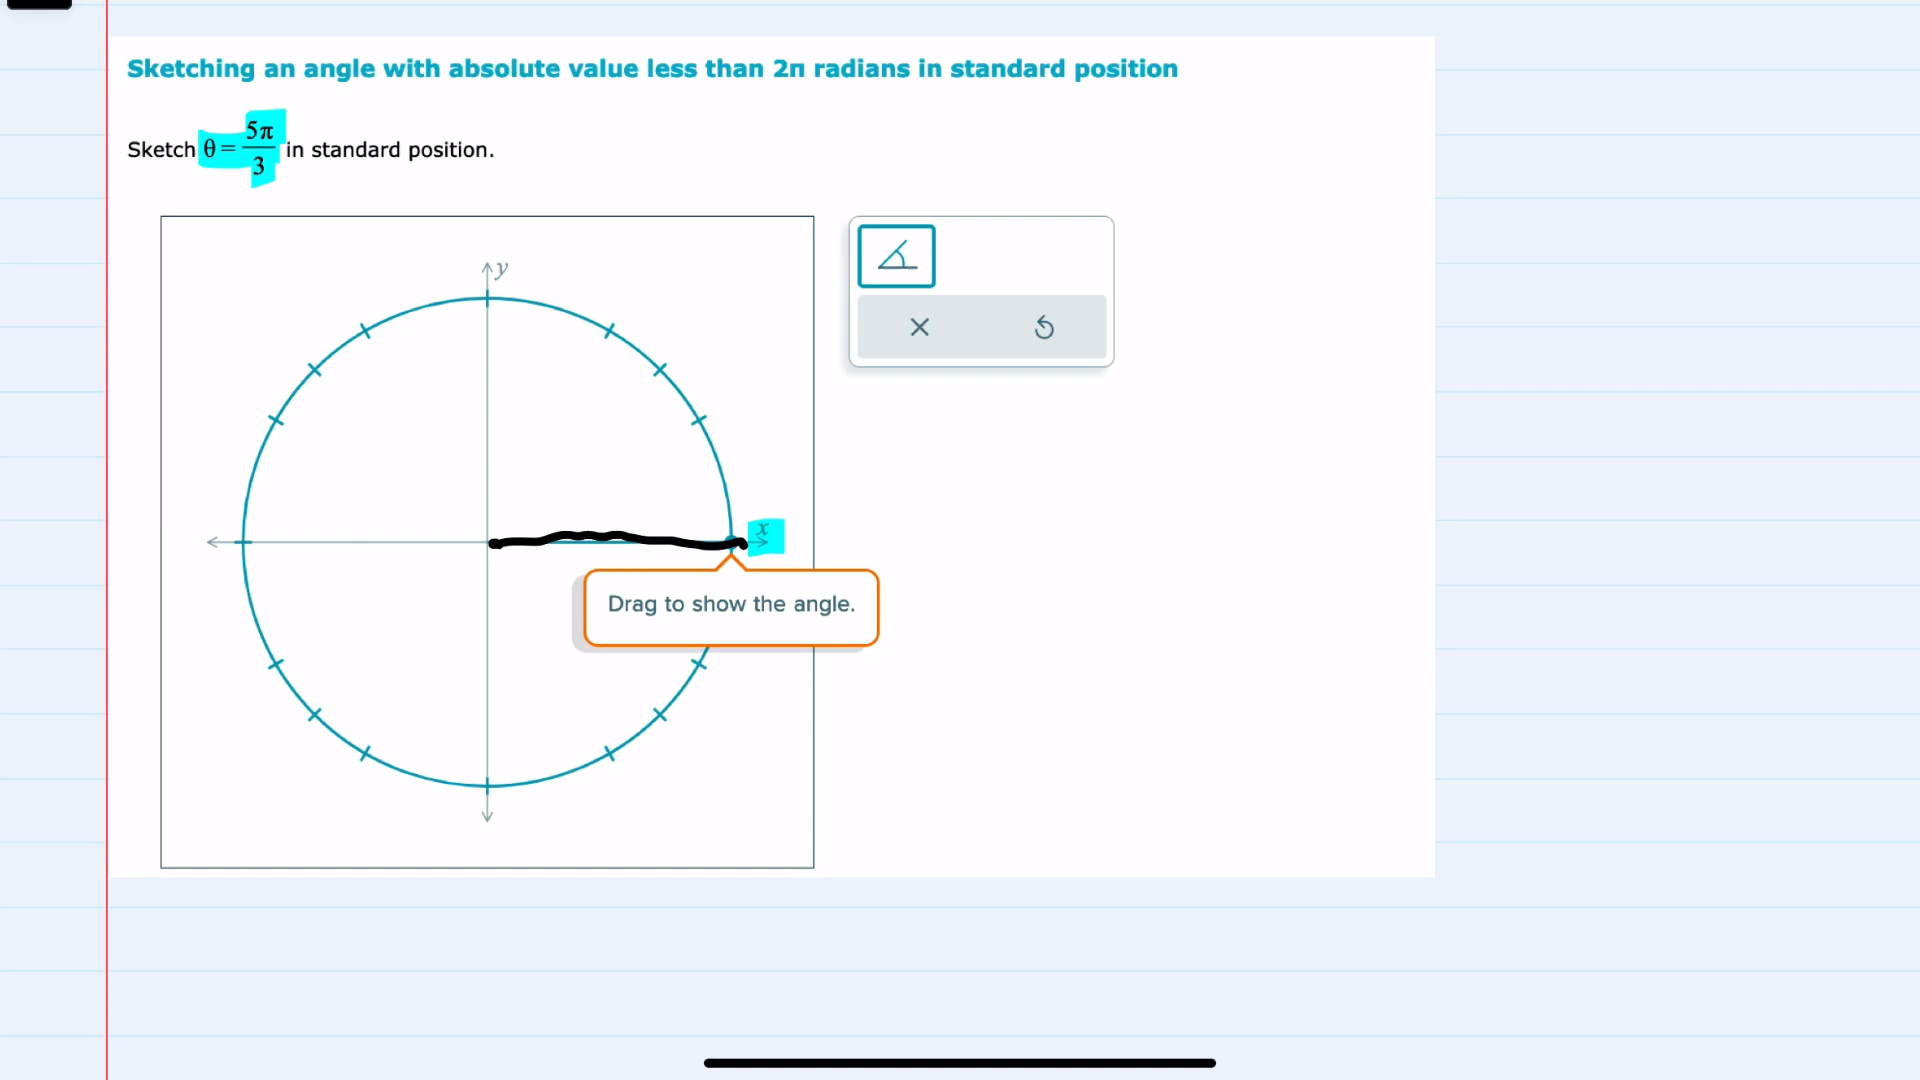 Sketching an angle with absolute value less than 2π radians in standard position
Sketch θ = 5π/3 in standard position.
y
x
Drag to show the angle.